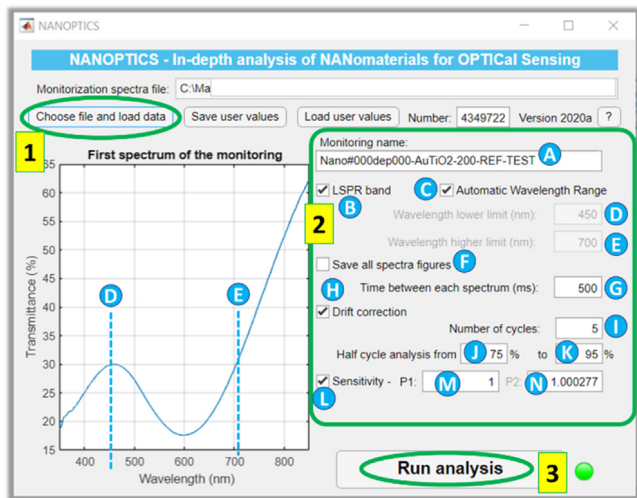 NANOPTICS
NANOPTICS - In-depth analysis of NANomaterials for OPTICal Sensing
Monitorization spectra file: C:\Ma
Choose file and load data Save user values Load user values Number: 4349722 Version 2020a ?
1
First spectrum of the monitoring
65
60
55
50
45
40
35
30
25
20
15
Transmittance (%)
D E
400 500 600 700 800
Wavelength (nm)
2
Monitoring name:
Nano#000dep000-AuTiO2-200-REF-TEST A
LSPR band C Automatic Wavelength Range
B
Wavelength lower limit (nm): 450 D
Wavelength higher limit (nm): 700 E
Save all spectra figures F
H Time between each spectrum (ms): 500 G
Drift correction
Number of cycles: 5 I
Half cycle analysis from J 75 % to K 95 %
Sensitivity - P1: M 1 P2: N 1.000277
L
Run analysis 3